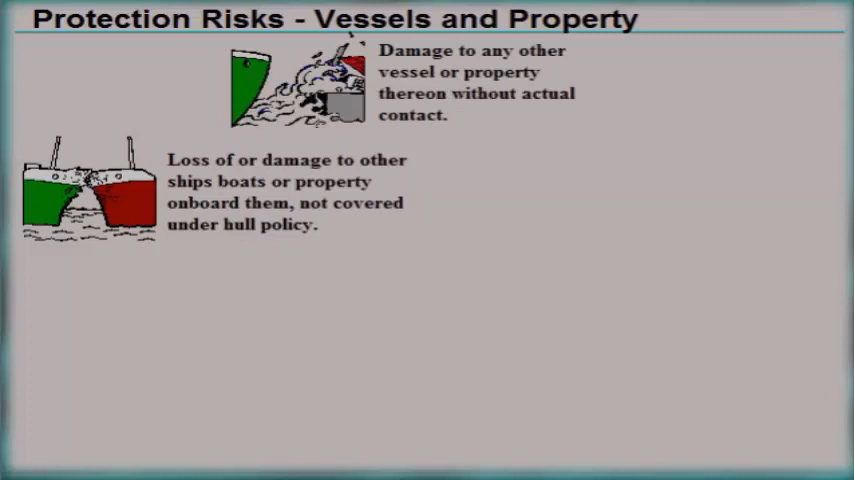 Protection Risks - Vessels and Property
Damage to any other
vessel or property
thereon without actual
contact.
Loss of or damage to other
ships boats or property
onboard them, not covered
under hull policy.